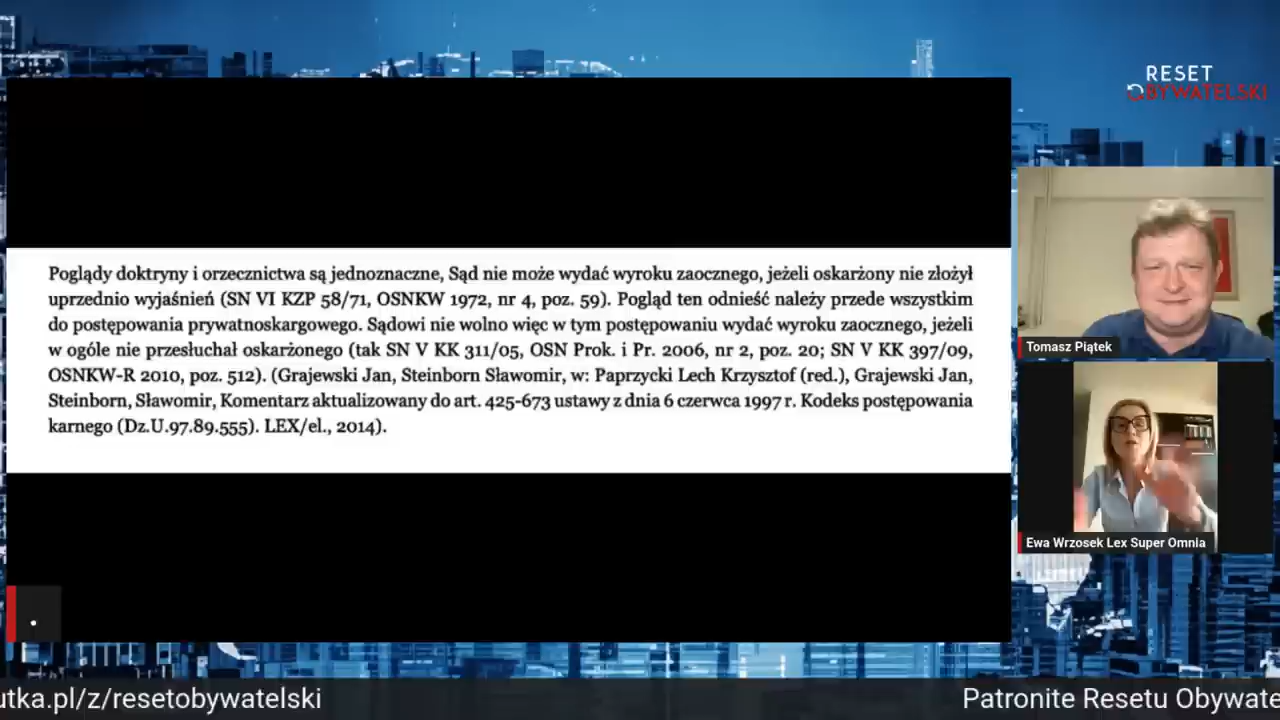 RESET
OBYWATELSKI
Poglądy doktryny i orzecznictwa są jednoznaczne, Sąd nie może wydać wyroku zaocznego, jeżeli oskarżony nie złożył
uprzednio wyjaśnień (SN VI KZP 58/71, OSNKW 1972, nr 4, poz. 59). Pogląd ten odnieść należy przede wszystkim
do postępowania prywatnoskargowego. Sądowi nie wolno więc w tym postępowaniu wydać wyroku zaocznego, jeżeli
w ogóle nie przesłuchał oskarżonego (tak SN V KK 311/05, OSN Prok. i Pr. 2006, nr 2, poz. 20; SN V KK 397/09,
OSNKW-R 2010, poz. 512). (Grajewski Jan, Steinborn Sławomir, w: Paprzycki Lech Krzysztof (red.), Grajewski Jan,
Steinborn, Sławomir, Komentarz aktualizowany do art. 425-673 ustawy z dnia 6 czerwca 1997 r. Kodeks postępowania
karnego (Dz.U.97.89.555). LEX/el., 2014).
Tomasz Piątek
Ewa Wrzosek Lex Super Omnia
.
utka.pl/z/resetobywatelski
Patronite Resetu Obywate